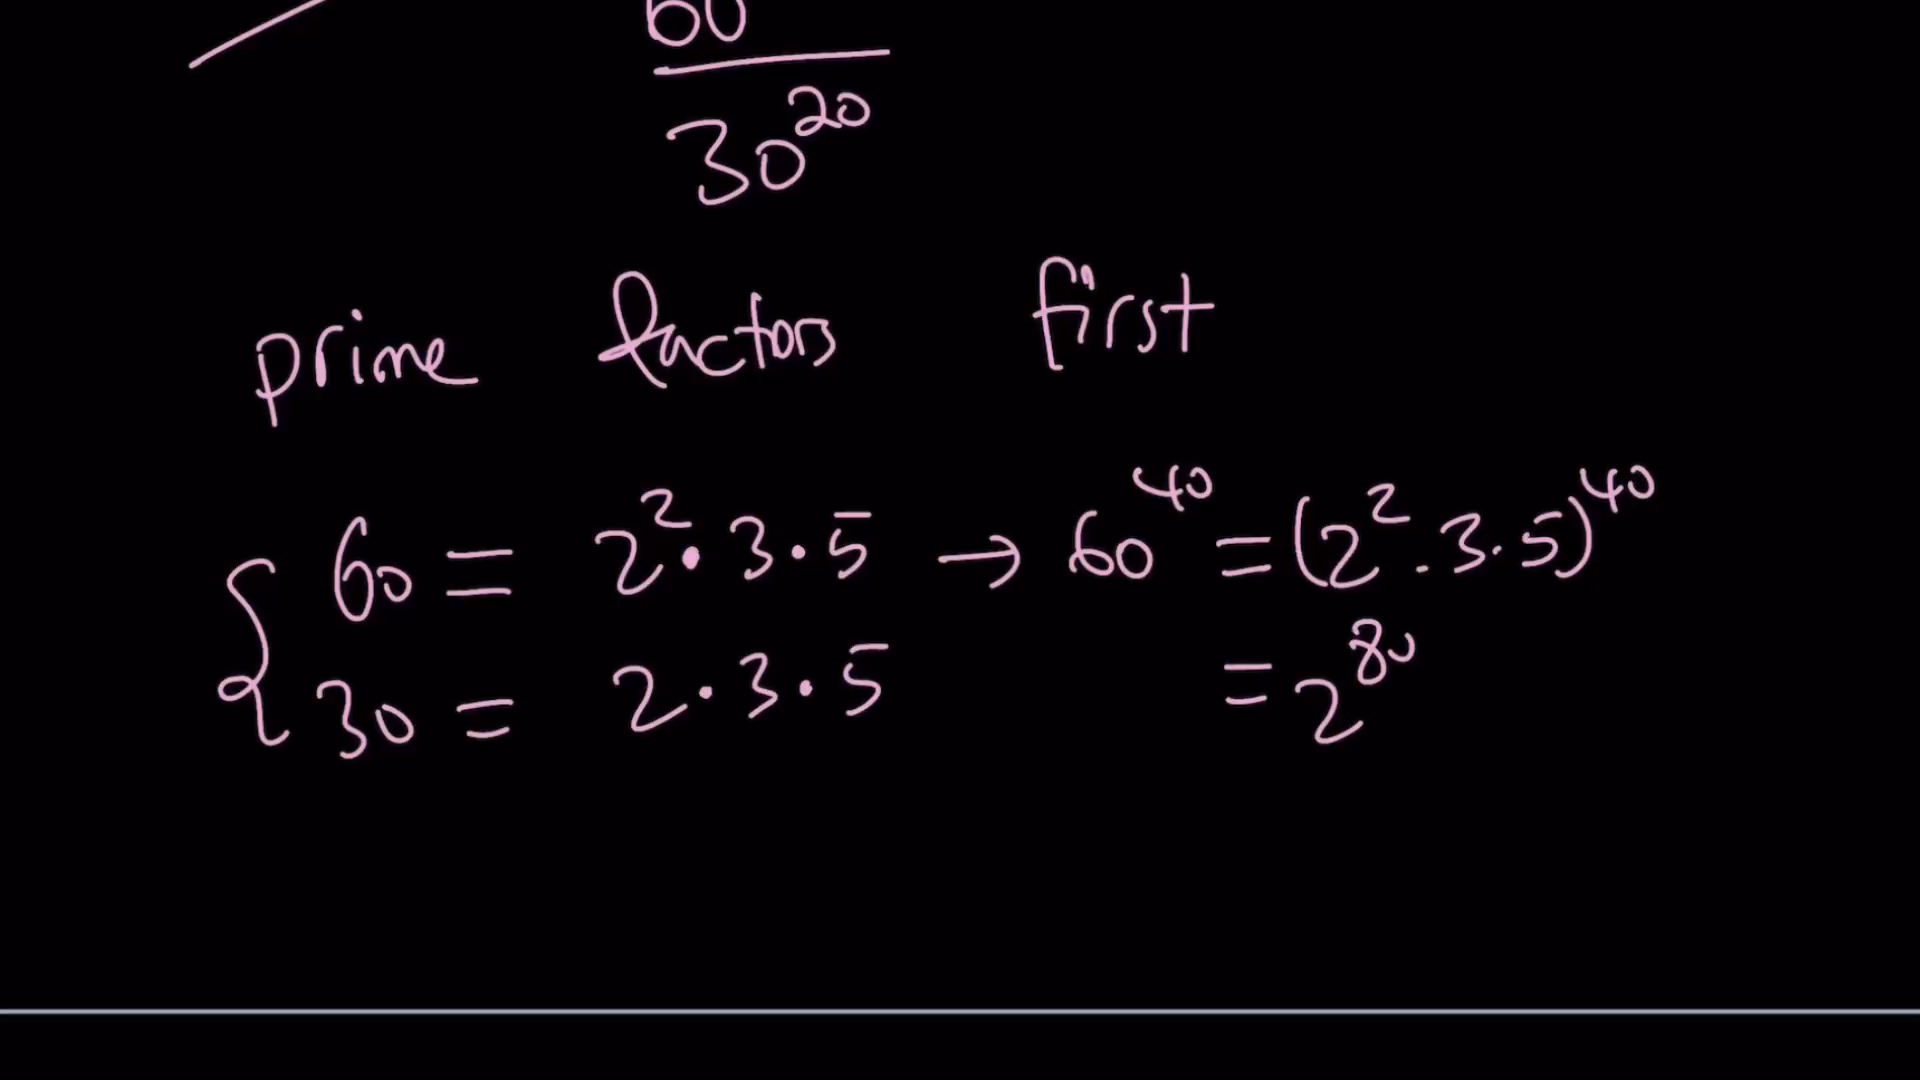 60
30^20
prime factors first
60 = 2^2 · 3 · 5 → 60^40 = (2^2 · 3 · 5)^40
30 = 2 · 3 · 5 = 2^80